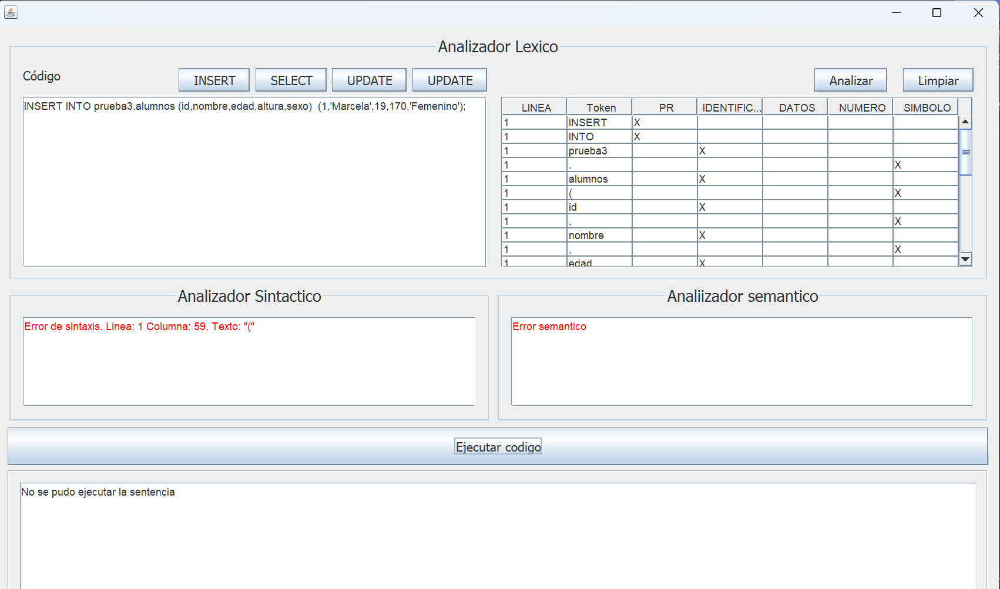 Analizador Lexico
Código
INSERT SELECT UPDATE UPDATE Analizar Limpiar
INSERT INTO prueba3.alumnos (id,nombre,edad,altura,sexo)  (1,'Marcela',19,170,'Femenino');
LINEA Token PR IDENTIFIC... DATOS NUMERO SIMBOLO
1 INSERT X
1 INTO X
1 prueba3 X
1 . X
1 alumnos X
1 ( X
1 id X
1 , X
1 nombre X
1 , X
1 edad X
Analizador Sintactico
Error de sintaxis. Linea: 1 Columna: 59, Texto: "("
Analiizador semantico
Error semantico
Ejecutar codigo
No se pudo ejecutar la sentencia